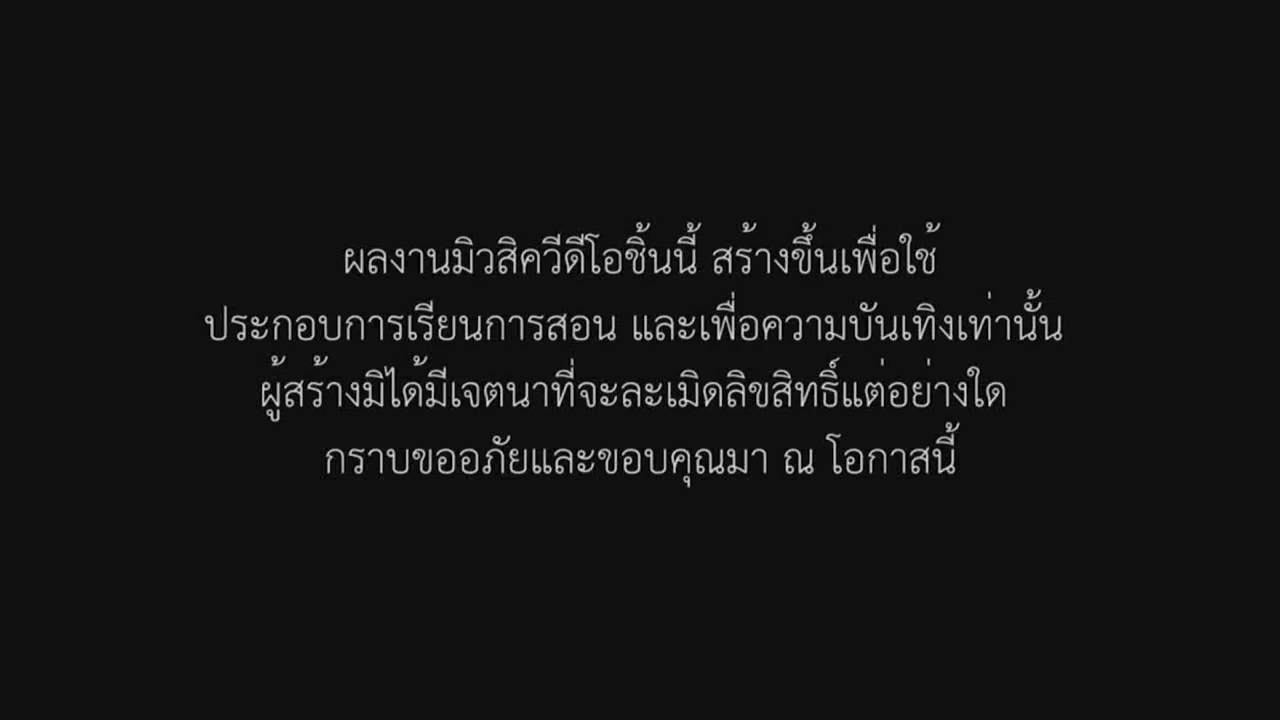 ผลงานมิวสิควีดีโอชิ้นนี้ สร้างขึ้นเพื่อใช้
ประกอบการเรียนการสอน และเพื่อความบันเทิงเท่านั้น
ผู้สร้างมิได้มีเจตนาที่จะละเมิดลิขสิทธิ์แต่อย่างใด
กราบขออภัยและขอบคุณมา ณ โอกาสนี้